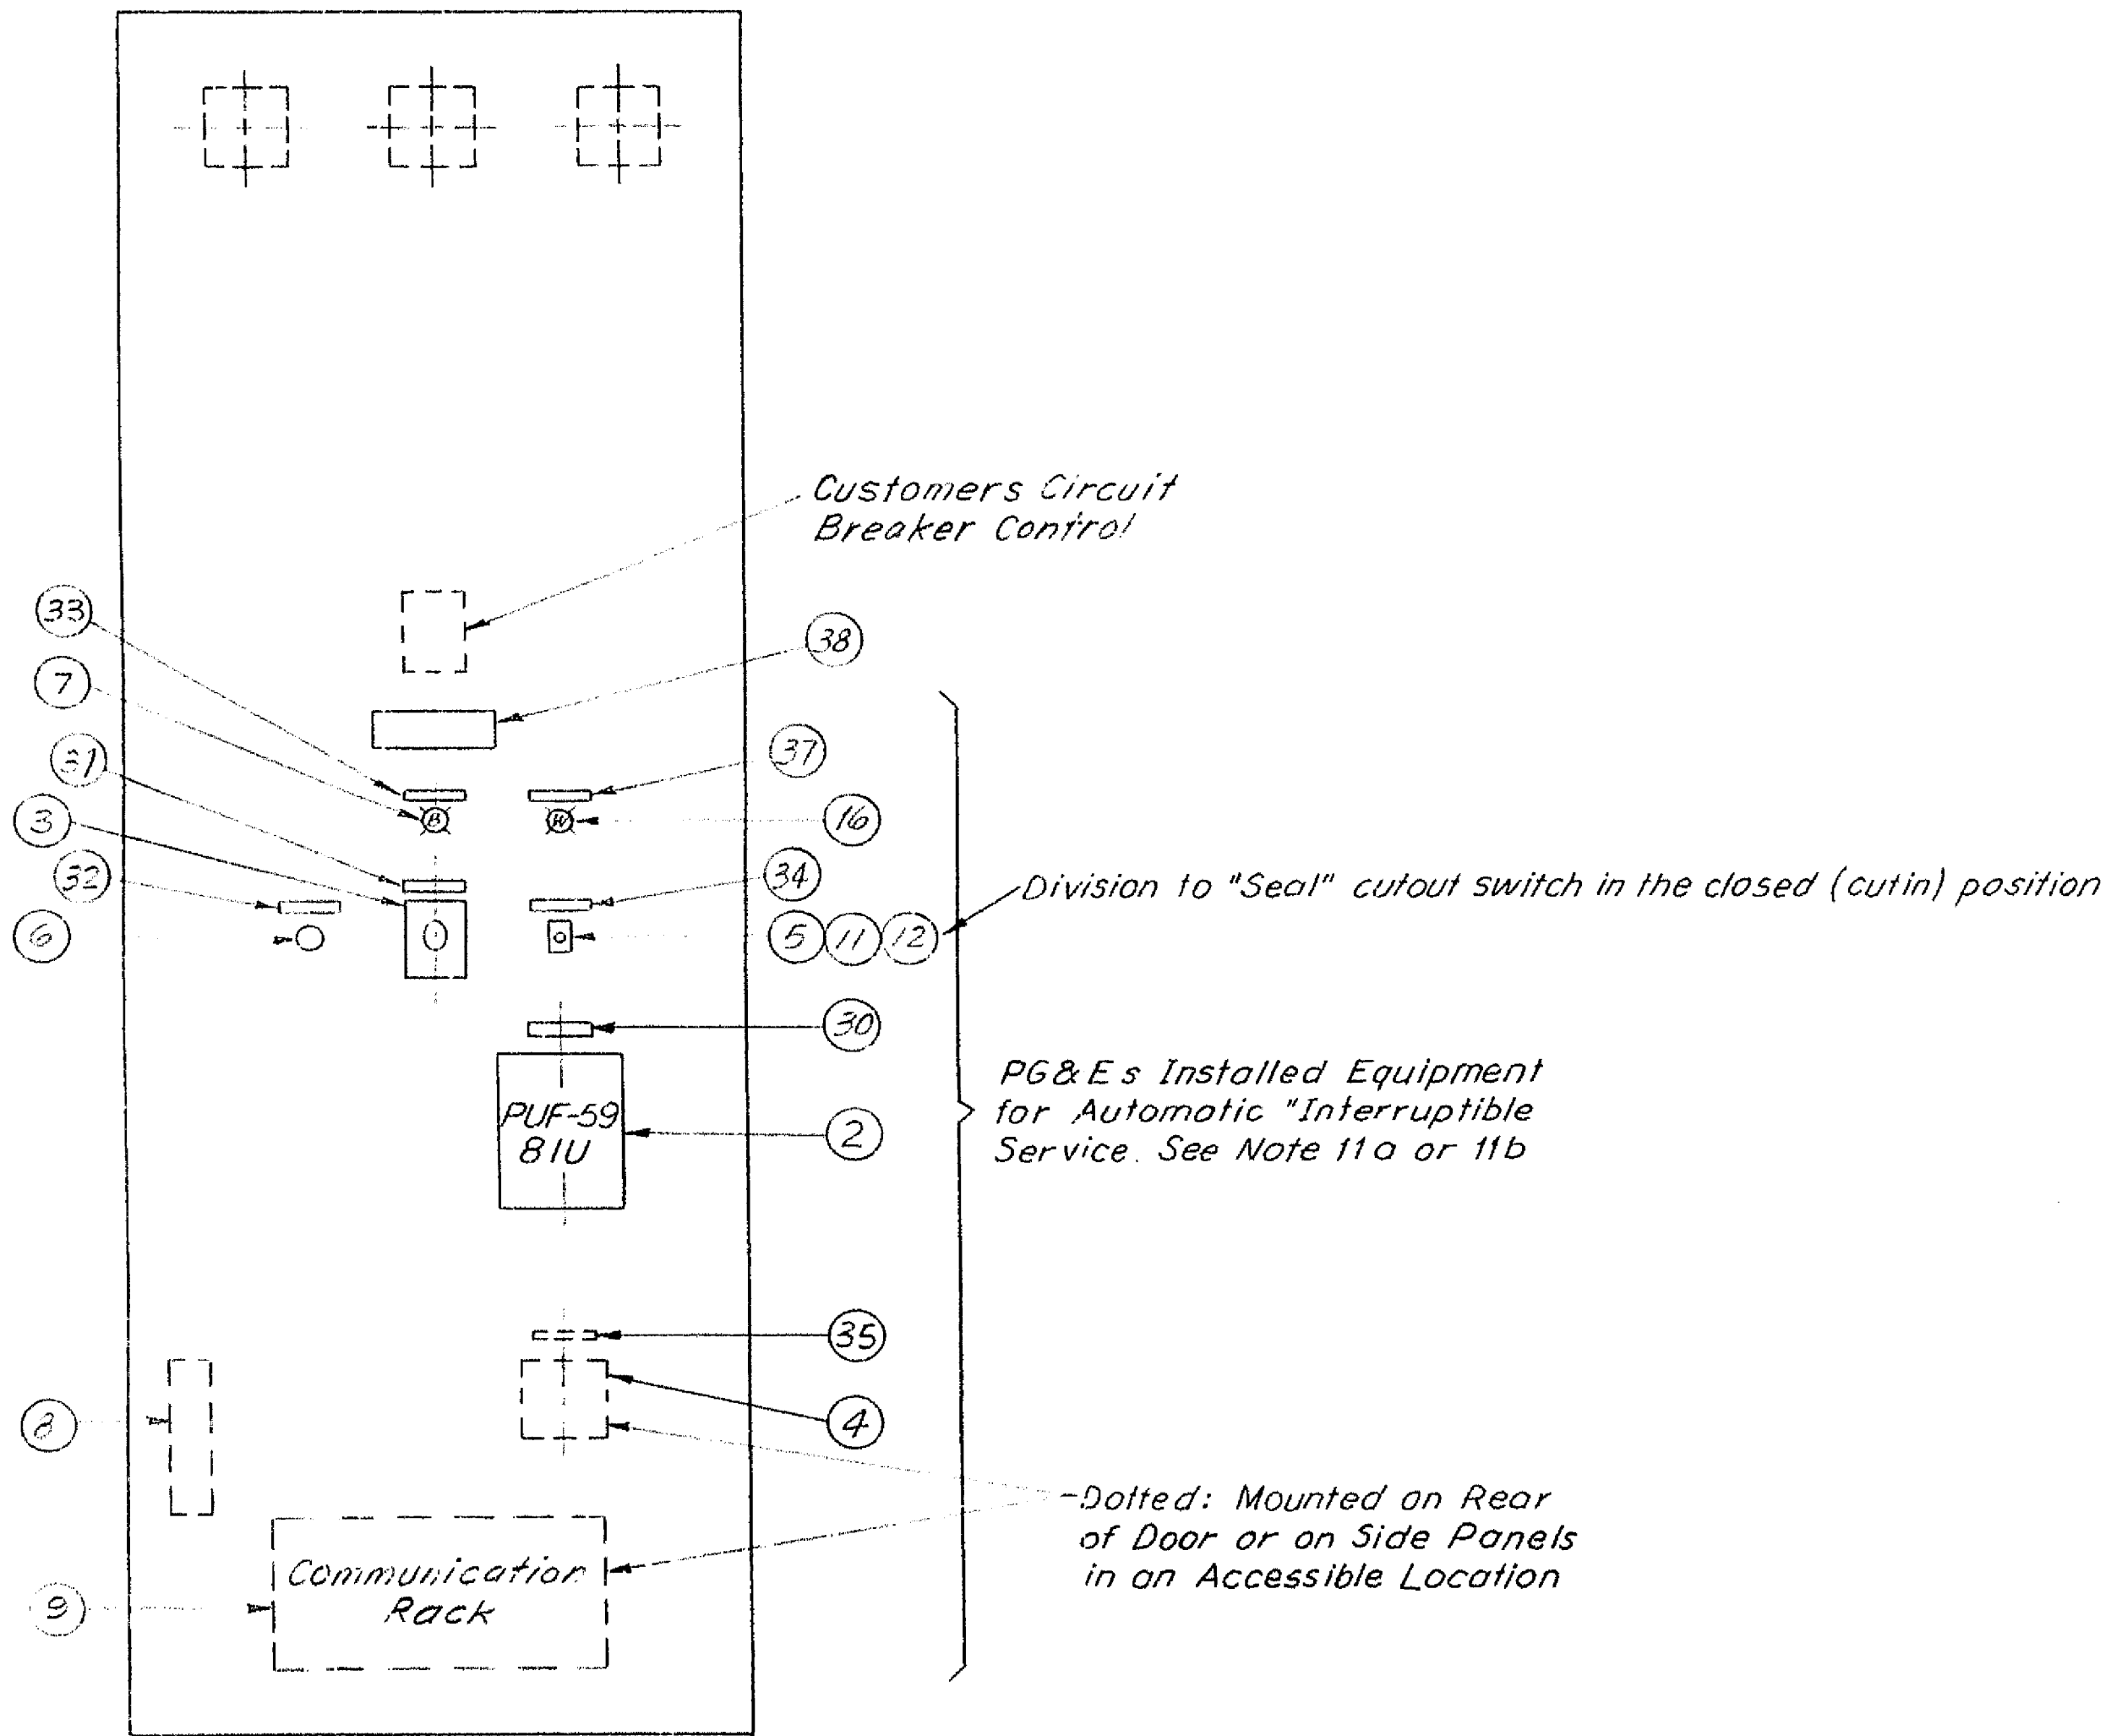 Customers Circuit
Breaker Control
33
38
7
37
31
B
W
3
16
32
34
Division to "Seal" cutout switch in the closed (cutin) position
6
5 11 12
30
PG&E s Installed Equipment
for Automatic "Interruptible
Service. See Note 11a or 11b
PUF-59
81U
2
35
8
4
Dotted: Mounted on Rear
of Door or on Side Panels
in an Accessible Location
Communication
Rack
9